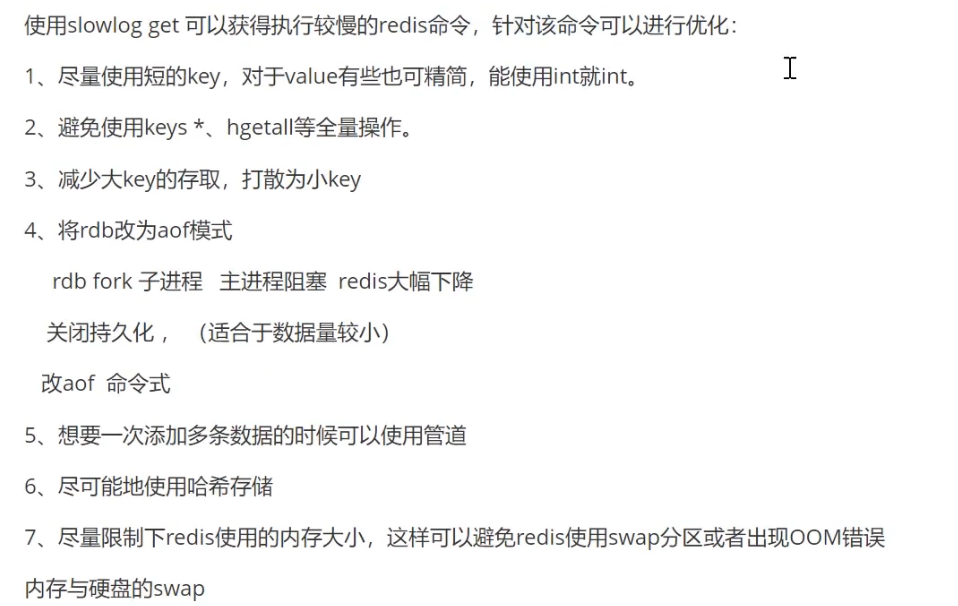 使用slowlog get 可以获得执行较慢的redis命令，针对该命令可以进行优化：
1、尽量使用短的key，对于value有些也可精简，能使用int就int。
2、避免使用keys *、hgetall等全量操作。
3、减少大key的存取，打散为小key
4、将rdb改为aof模式
rdb fork 子进程 主进程阻塞 redis大幅下降
关闭持久化 ， （适合于数据量较小）
改aof 命令式
5、想要一次添加多条数据的时候可以使用管道
6、尽可能地使用哈希存储
7、尽量限制下redis使用的内存大小，这样可以避免redis使用swap分区或者出现OOM错误
内存与硬盘的swap